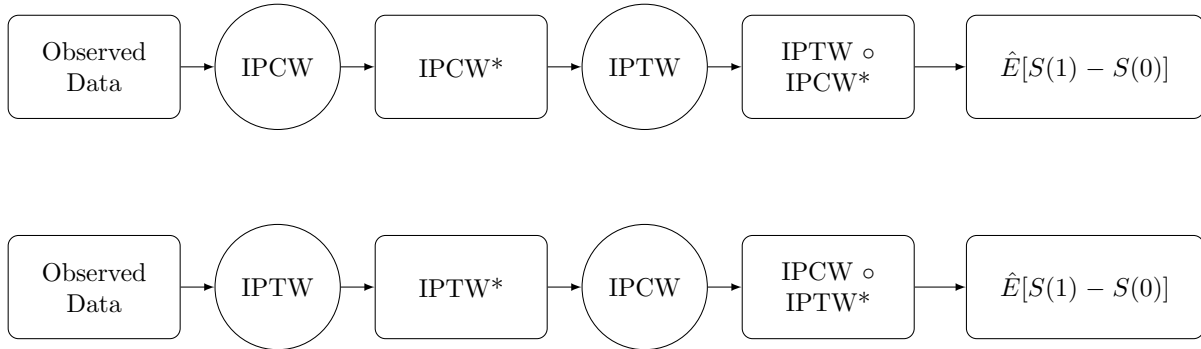 Observed
Data
IPCW
IPCW*
IPTW
IPTW ∘
IPCW*
Ê[S(1) − S(0)]
Observed
Data
IPTW
IPTW*
IPCW
IPCW ∘
IPTW*
Ê[S(1) − S(0)]